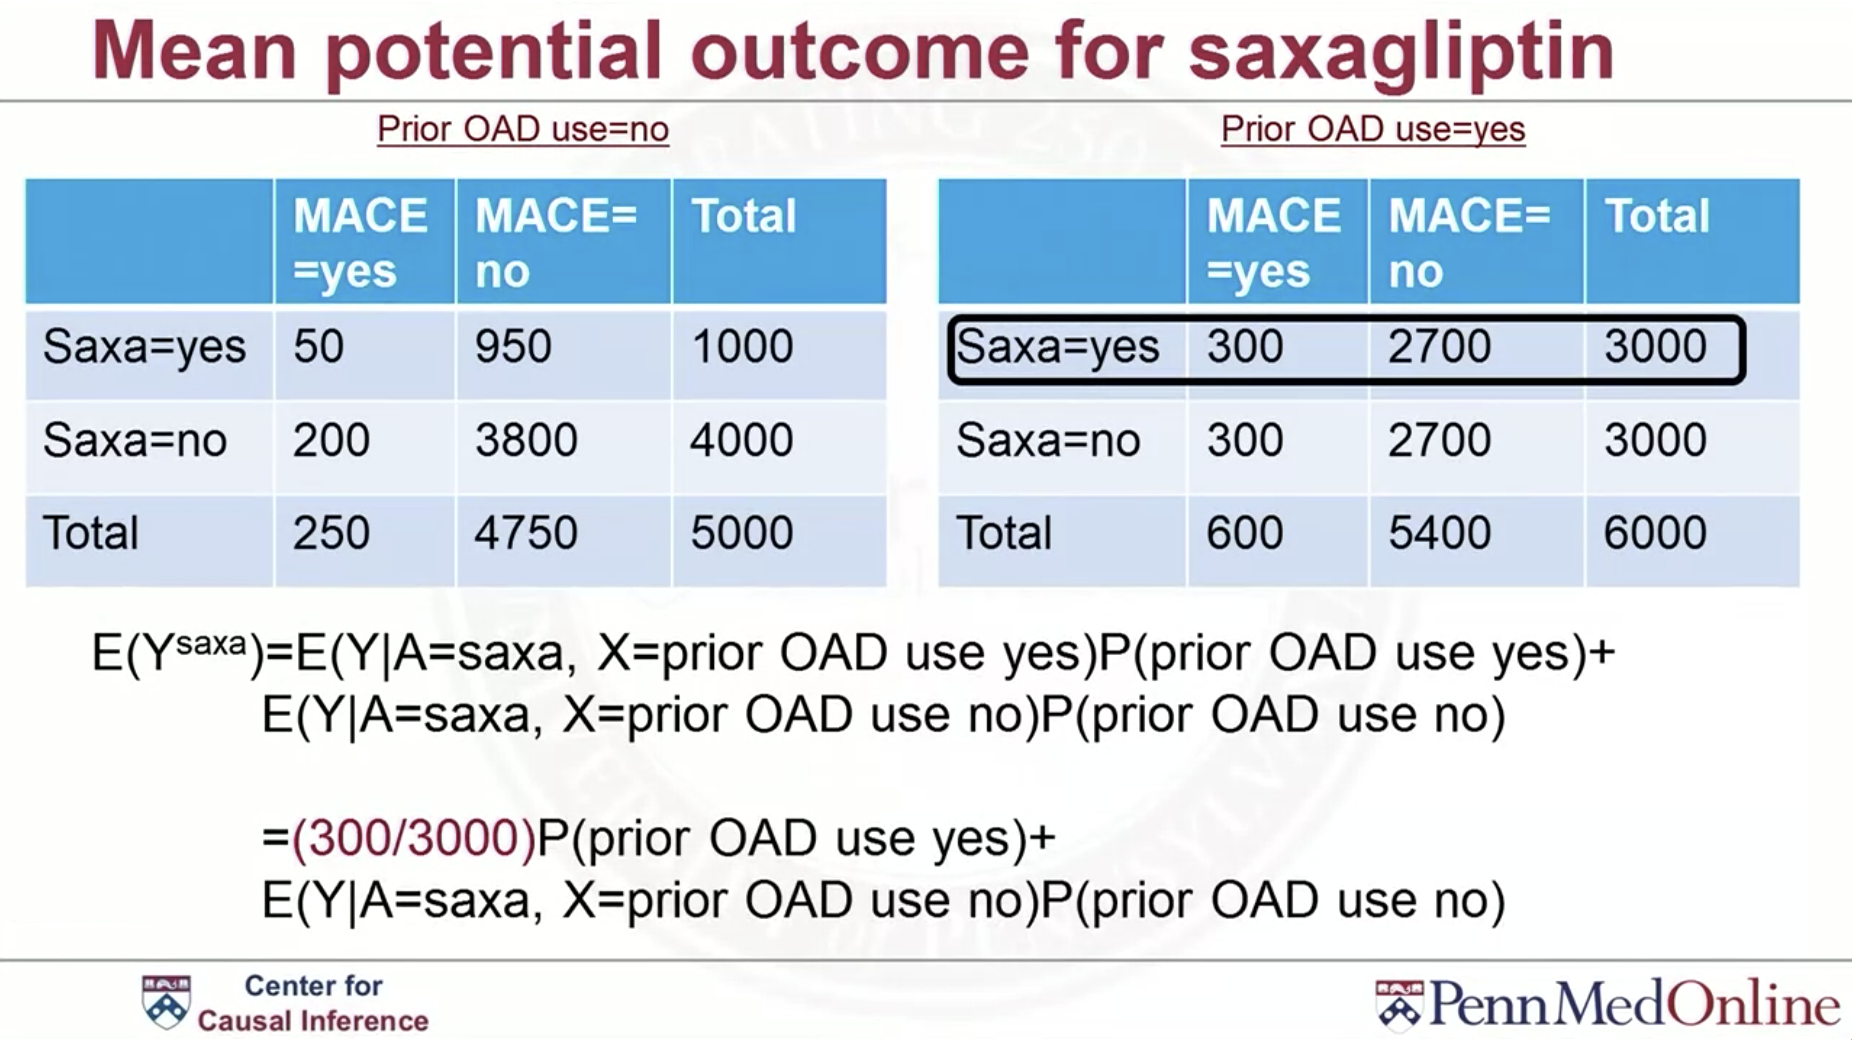 Mean potential outcome for saxagliptin
Prior OAD use=no
MACE =yes MACE= no Total
Saxa=yes 50 950 1000
Saxa=no 200 3800 4000
Total 250 4750 5000
Prior OAD use=yes
MACE =yes MACE= no Total
Saxa=yes 300 2700 3000
Saxa=no 300 2700 3000
Total 600 5400 6000
E(Y^saxa)=E(Y|A=saxa, X=prior OAD use yes)P(prior OAD use yes)+
E(Y|A=saxa, X=prior OAD use no)P(prior OAD use no)
=(300/3000)P(prior OAD use yes)+
E(Y|A=saxa, X=prior OAD use no)P(prior OAD use no)
Center for
Causal Inference
PennMedOnline